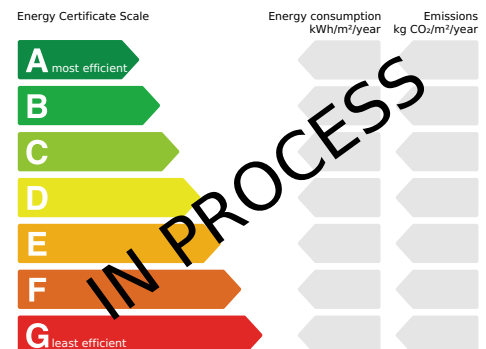 Energy Certificate Scale
Energy consumption
kWh/m²/year
Emissions
kg CO₂/m²/year
A most efficient
B
C
D
E
F
G least efficient
IN PROCESS